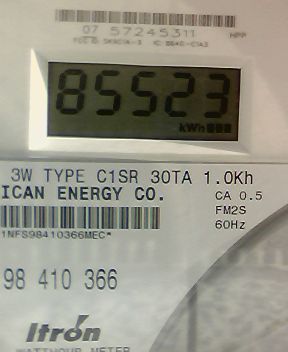 07 57245311
85523
kWh
3W TYPE C1SR 30TA 1.0Kh
ICAN ENERGY CO.
CA 0.5
FM2S
60Hz
1NFS98410366MEC*
98 410 366
Itron
WATTHOUR METER